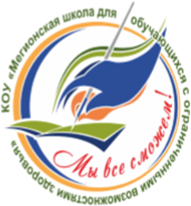 КОУ «Мегионская школа для обучающихся с ограниченными возможностями здоровья»
Мы все сможем!